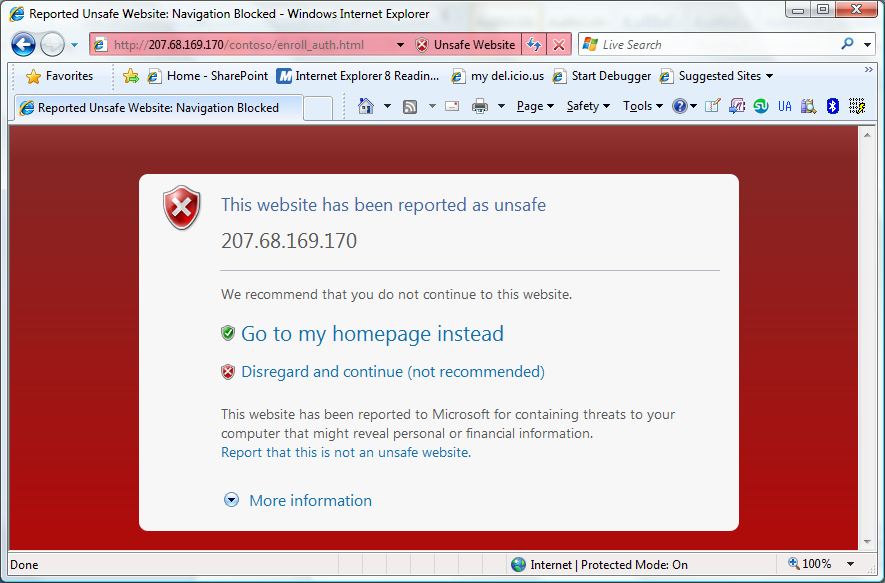 Reported Unsafe Website: Navigation Blocked - Windows Internet Explorer
http://207.68.169.170/contoso/enroll_auth.html Unsafe Website Live Search
Favorites Home - SharePoint Internet Explorer 8 Readin... my del.icio.us Start Debugger Suggested Sites »
Reported Unsafe Website: Navigation Blocked Page Safety Tools UA
This website has been reported as unsafe
207.68.169.170
We recommend that you do not continue to this website.
Go to my homepage instead
Disregard and continue (not recommended)
This website has been reported to Microsoft for containing threats to your
computer that might reveal personal or financial information.
Report that this is not an unsafe website.
More information
Done Internet | Protected Mode: On 100%